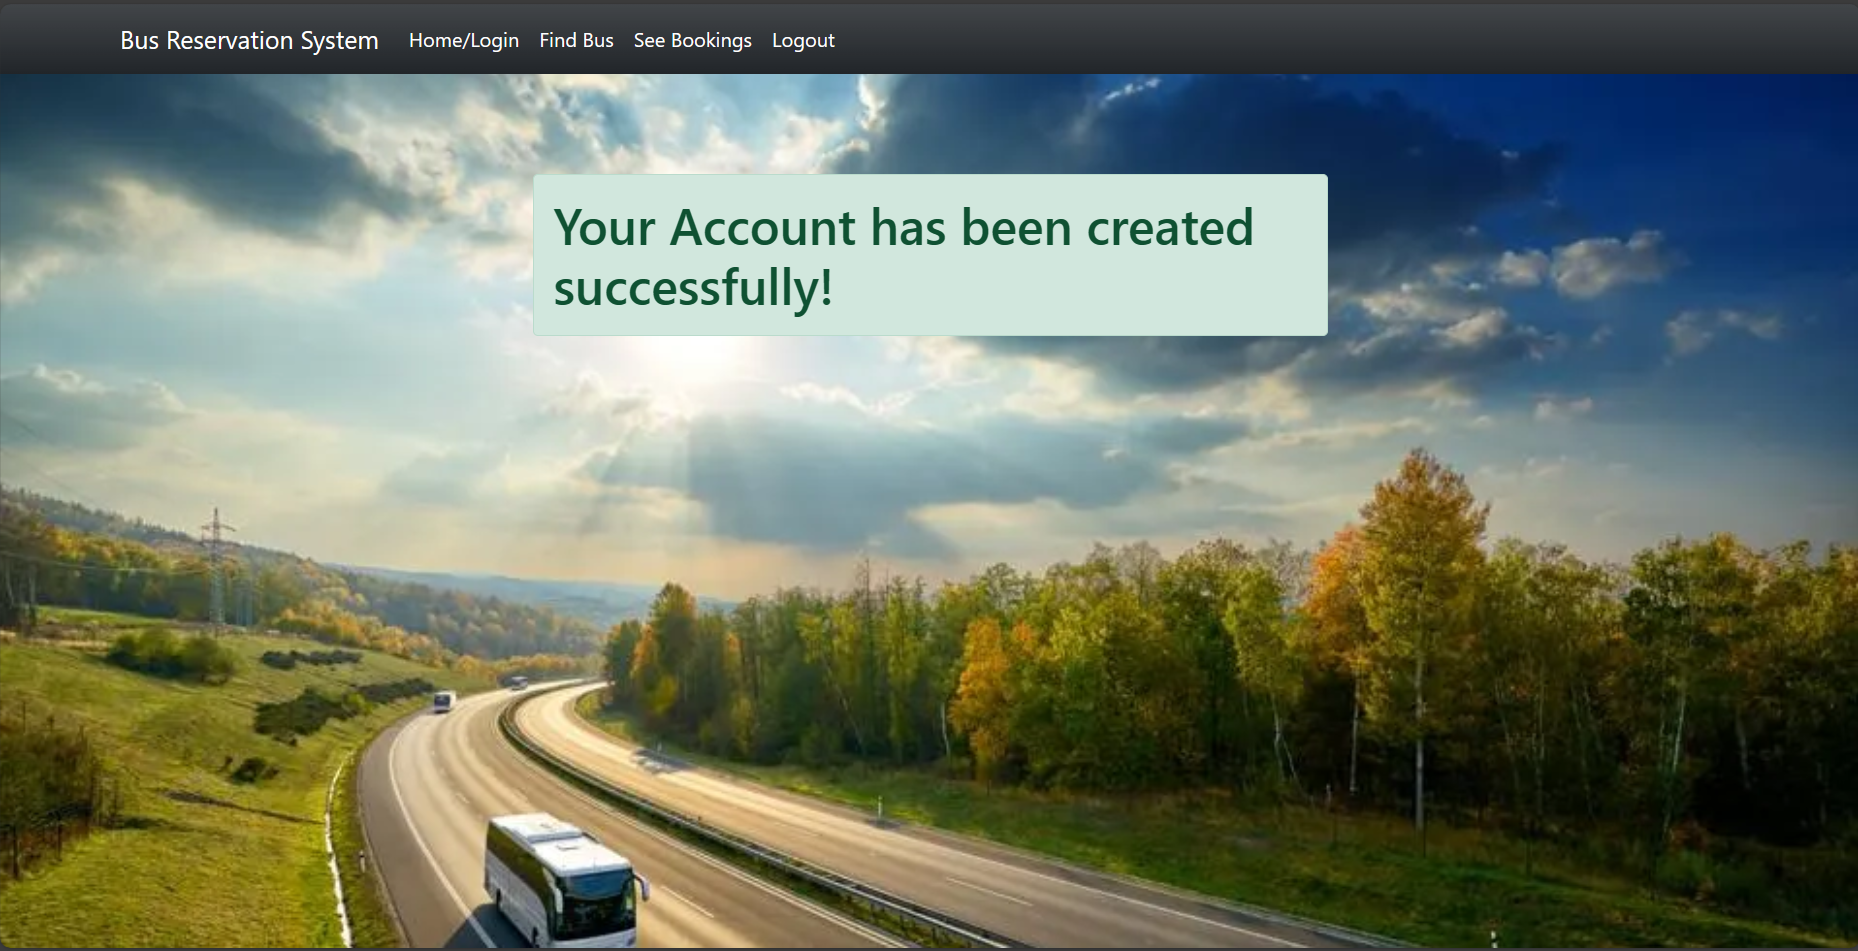 Bus Reservation System Home/Login Find Bus See Bookings Logout
Your Account has been created
successfully!